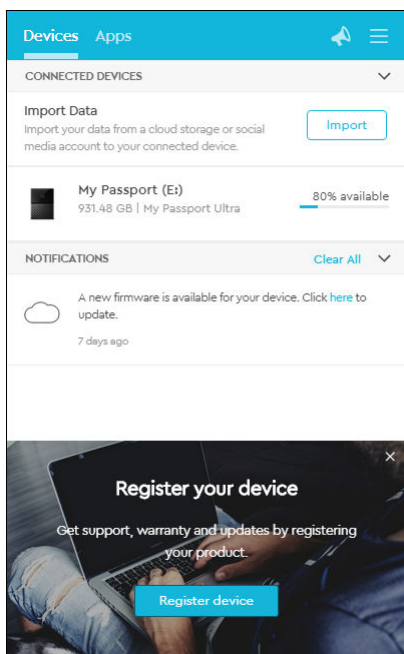 Devices Apps
CONNECTED DEVICES
Import Data
Import your data from a cloud storage or social
media account to your connected device.
Import
My Passport (E:)
931.48 GB | My Passport Ultra
80% available
NOTIFICATIONS
Clear All
A new firmware is available for your device. Click here to
update.
7 days ago
Register your device
Get support, warranty and updates by registering
your product.
Register device